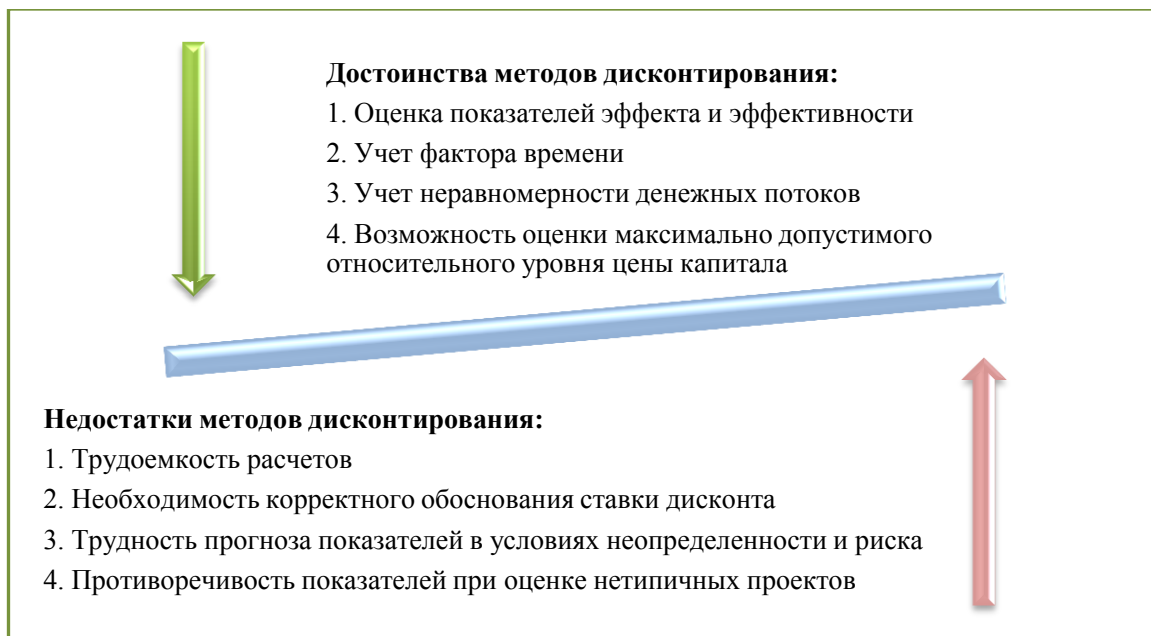 Достоинства методов дисконтирования:
1. Оценка показателей эффекта и эффективности
2. Учет фактора времени
3. Учет неравномерности денежных потоков
4. Возможность оценки максимально допустимого
относительного уровня цены капитала
Недостатки методов дисконтирования:
1. Трудоемкость расчетов
2. Необходимость корректного обоснования ставки дисконта
3. Трудность прогноза показателей в условиях неопределенности и риска
4. Противоречивость показателей при оценке нетипичных проектов